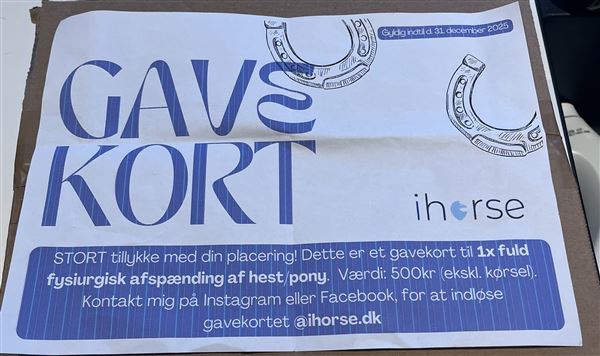 Gyldig indtil d. 31. december 2025
GAVE
KORT
ihorse
STORT tillykke med din placering! Dette er et gavekort til 1x fuld
fysiurgisk afspænding af hest/pony. Værdi: 500kr (ekskl. kørsel).
Kontakt mig på Instagram eller Facebook, for at indløse
gavekortet @ihorse.dk